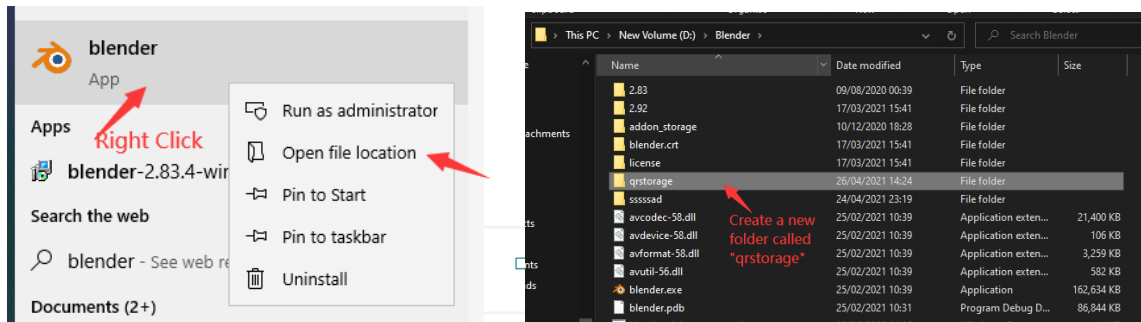 blender
App
Right Click
Run as administrator
Apps
Open file location
blender-2.83.4-wir
Pin to Start
Search the web
Pin to taskbar
blender - See web re
Uninstall
Documents (2+)
This PC > New Volume (D:) > Blender >
Search Blender
Name Date modified Type Size
2.83 09/08/2020 00:39 File folder
2.92 17/03/2021 15:41 File folder
achments
addon_storage 10/12/2020 18:28 File folder
blender.crt 17/03/2021 15:41 File folder
license 17/03/2021 15:41 File folder
qrstorage 26/04/2021 14:24 File folder
sssssad 24/04/2021 23:19 File folder
avcodec-58.dll 25/02/2021 10:39 Application exten... 21,400 KB
avdevice-58.dll 25/02/2021 10:39 Application exten... 106 KB
avformat-58.dll 25/02/2021 10:39 Application exten... 3,259 KB
avutil-56.dll 25/02/2021 10:39 Application exten... 582 KB
blender.exe 25/02/2021 10:39 Application 162,634 KB
blender.pdb 25/02/2021 10:31 Program Debug D... 86,844 KB
Create a new
folder called
"qrstorage"